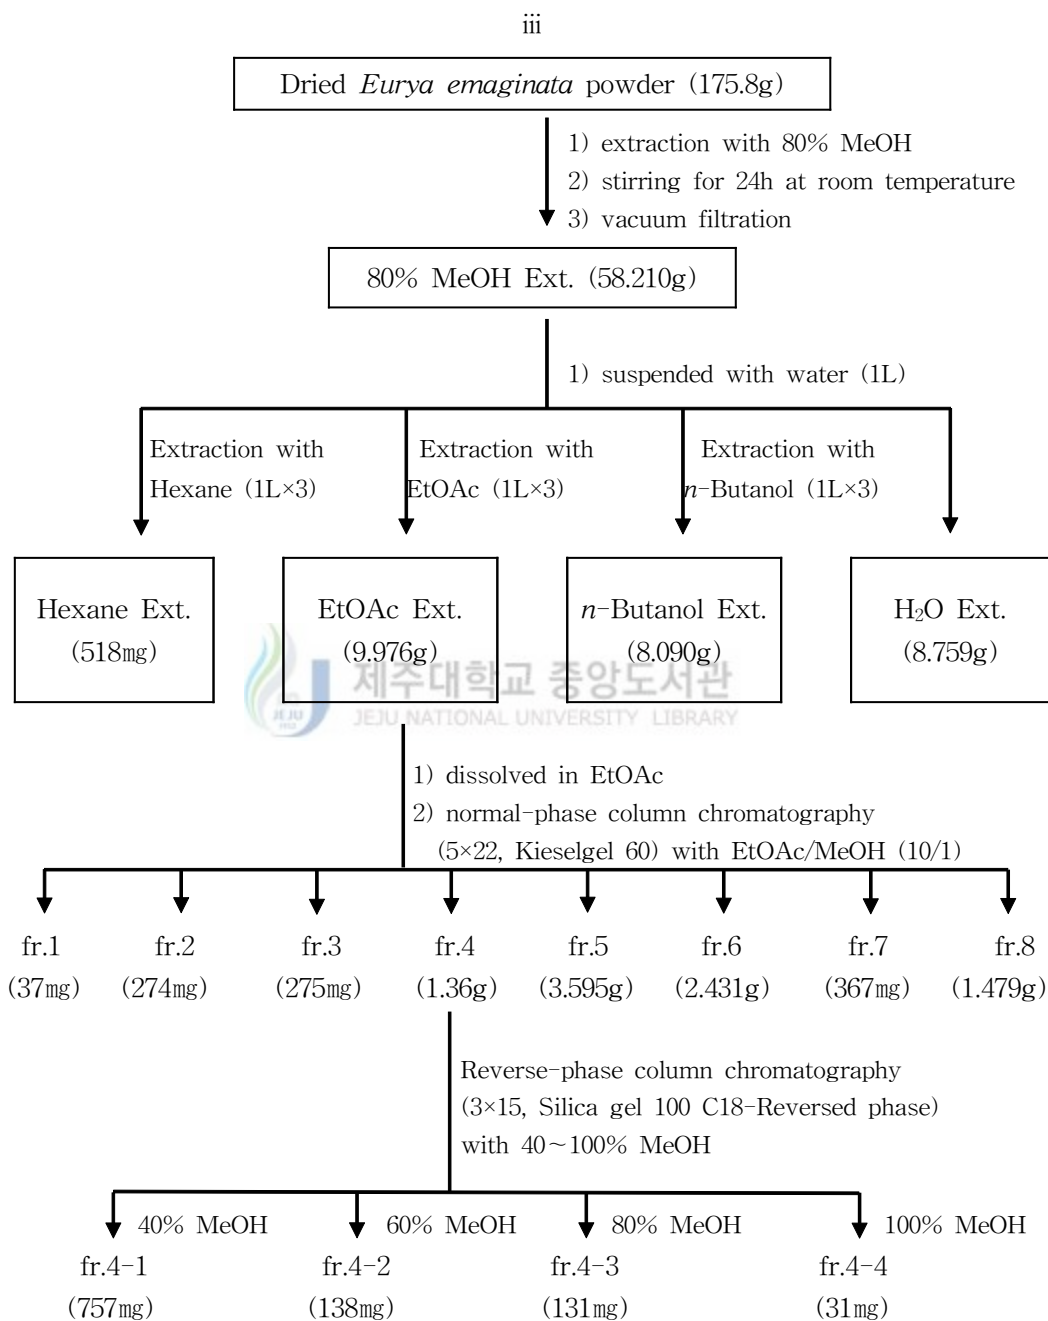 iii
Dried Eurya emaginata powder (175.8g)
1) extraction with 80% MeOH
2) stirring for 24h at room temperature
3) vacuum filtration
80% MeOH Ext. (58.210g)
1) suspended with water (1L)
Extraction with
Hexane (1L×3)
Extraction with
EtOAc (1L×3)
Extraction with
n-Butanol (1L×3)
Hexane Ext.
(518㎎)
EtOAc Ext.
(9.976g)
n-Butanol Ext.
(8.090g)
H₂O Ext.
(8.759g)
제주대학교 중앙도서관
JEJU NATIONAL UNIVERSITY LIBRARY
JEJU
1952
1) dissolved in EtOAc
2) normal-phase column chromatography
(5×22, Kieselgel 60) with EtOAc/MeOH (10/1)
fr.1 fr.2 fr.3 fr.4 fr.5 fr.6 fr.7 fr.8
(37㎎) (274㎎) (275㎎) (1.36g) (3.595g) (2.431g) (367㎎) (1.479g)
Reverse-phase column chromatography
(3×15, Silica gel 100 C18-Reversed phase)
with 40~100% MeOH
40% MeOH 60% MeOH 80% MeOH 100% MeOH
fr.4-1 fr.4-2 fr.4-3 fr.4-4
(757㎎) (138㎎) (131㎎) (31㎎)